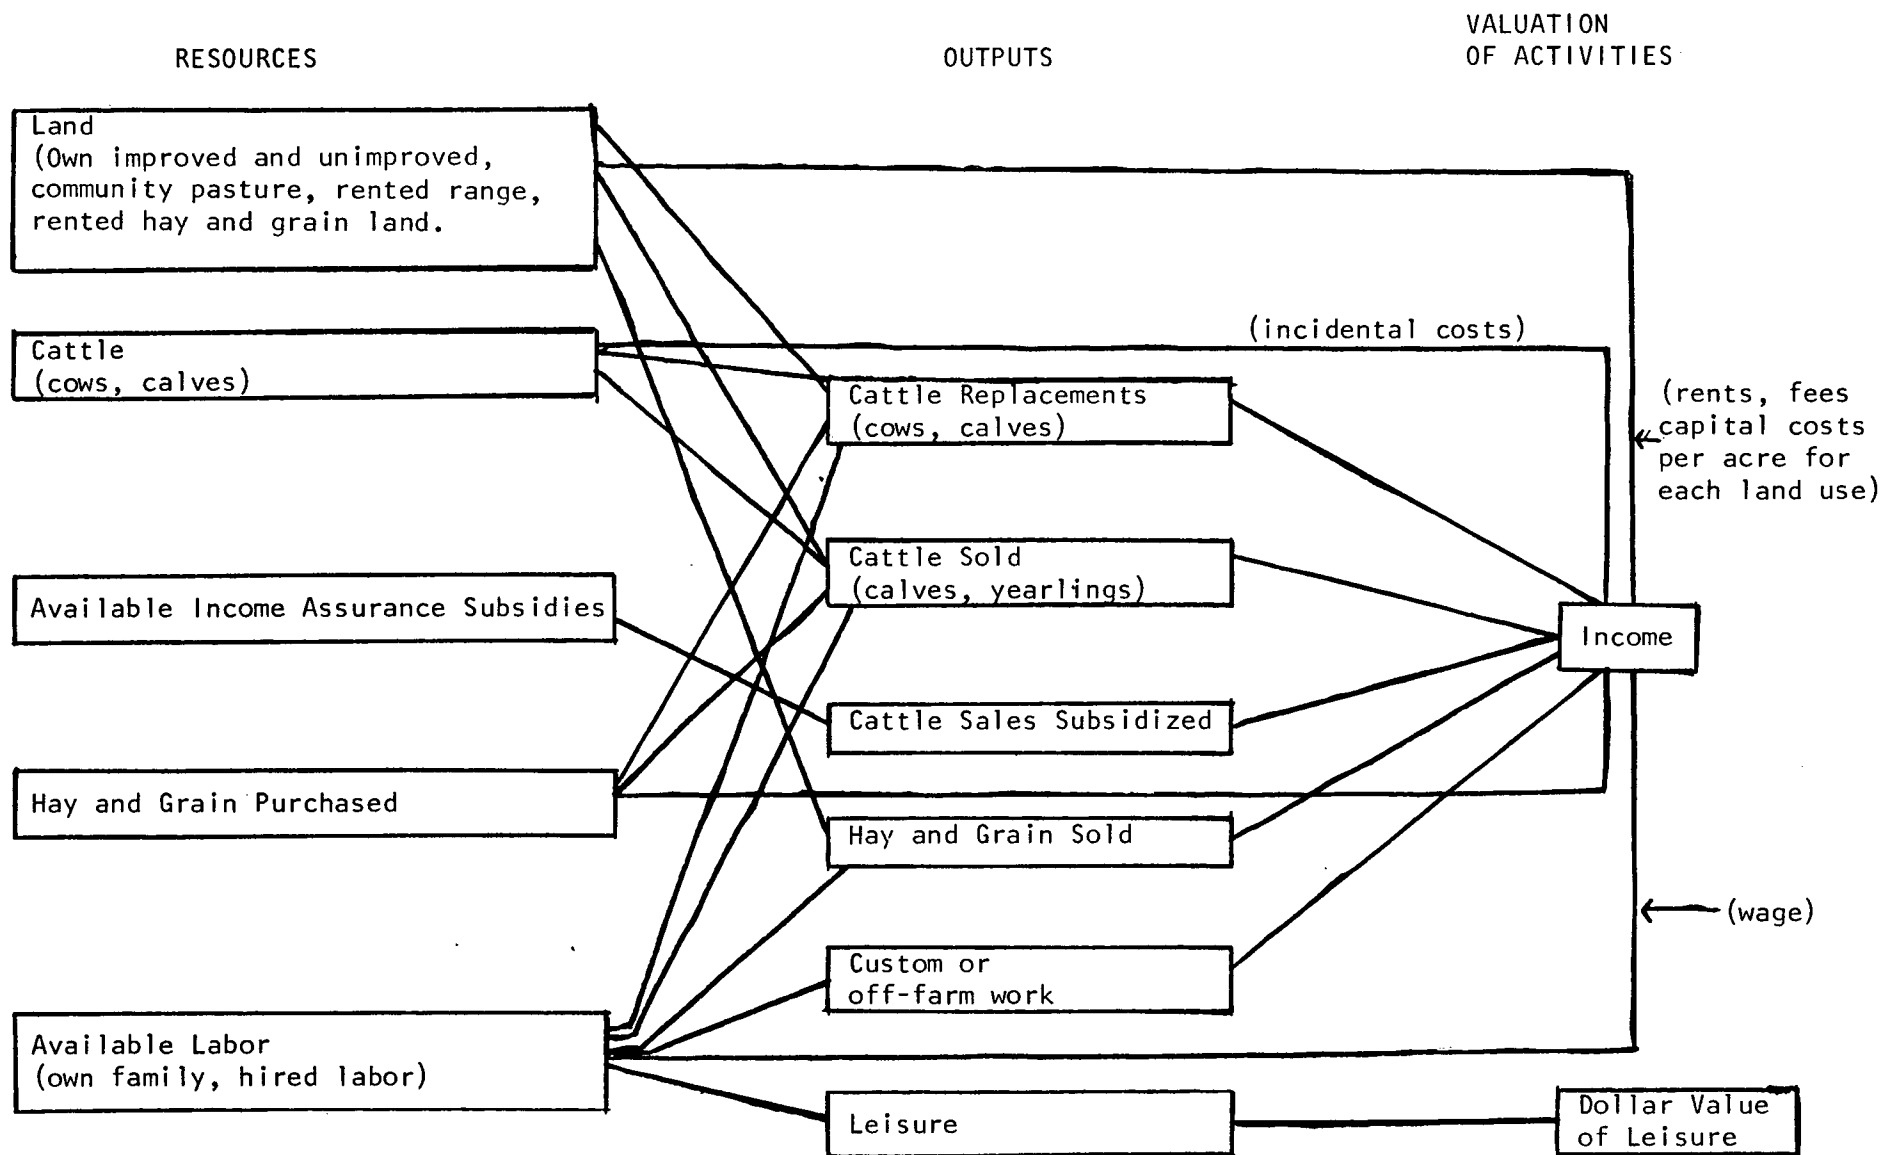 RESOURCES
OUTPUTS
VALUATION
OF ACTIVITIES
Land
(Own improved and unimproved,
community pasture, rented range,
rented hay and grain land.
Cattle
(cows, calves)
Available Income Assurance Subsidies
Hay and Grain Purchased
Available Labor
(own family, hired labor)
Cattle Replacements
(cows, calves)
Cattle Sold
(calves, yearlings)
Cattle Sales Subsidized
Hay and Grain Sold
Custom or
off-farm work
Leisure
(incidental costs)
(rents, fees
capital costs
per acre for
each land use)
Income
(wage)
Dollar Value
of Leisure